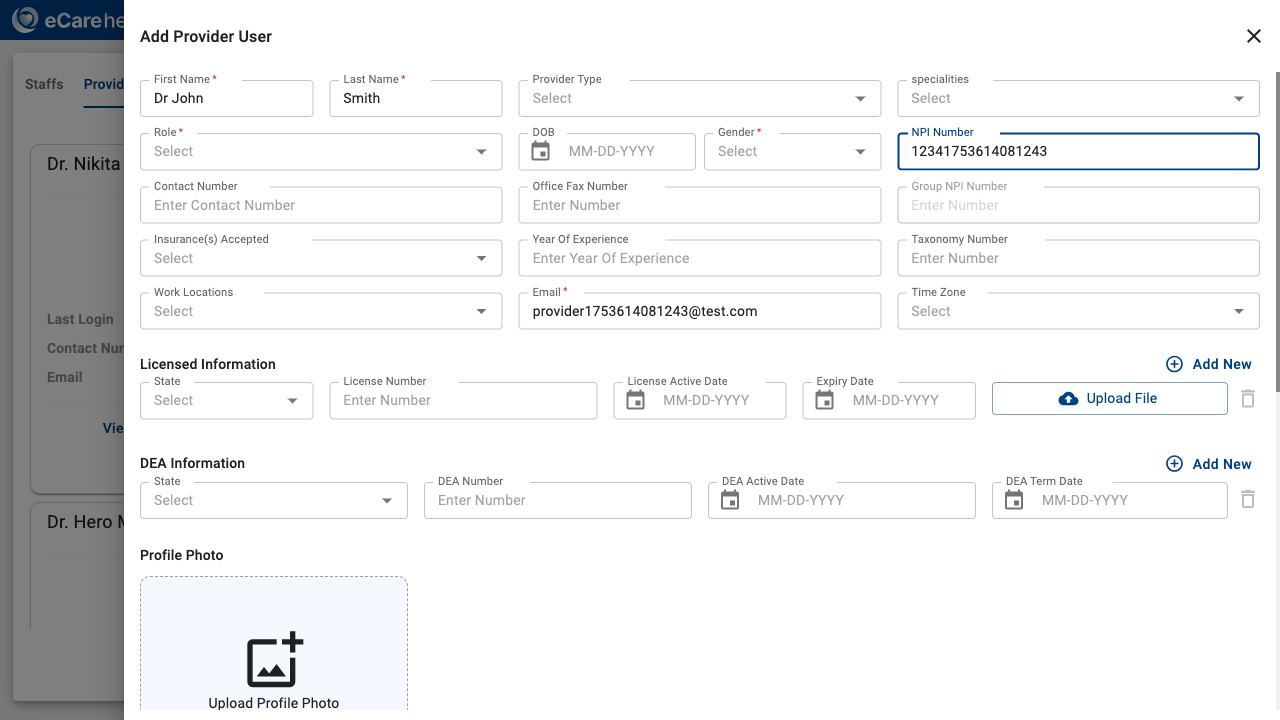 eCarehe
Add Provider User
Staffs
Provid
First Name *
Dr John
Last Name *
Smith
Provider Type
Select
specialities
Select
Role *
Select
DOB
MM-DD-YYYY
Gender *
Select
NPI Number
12341753614081243
Dr. Nikita
Contact Number
Enter Contact Number
Office Fax Number
Enter Number
Group NPI Number
Enter Number
Insurance(s) Accepted
Select
Year Of Experience
Enter Year Of Experience
Taxonomy Number
Enter Number
Work Locations
Select
Email *
provider1753614081243@test.com
Time Zone
Select
Last Login
Contact Nur
Email
Vie
Licensed Information
Add New
State
Select
License Number
Enter Number
License Active Date
MM-DD-YYYY
Expiry Date
MM-DD-YYYY
Upload File
DEA Information
Add New
State
Select
DEA Number
Enter Number
DEA Active Date
MM-DD-YYYY
DEA Term Date
MM-DD-YYYY
Dr. Hero M
Profile Photo
Upload Profile Photo